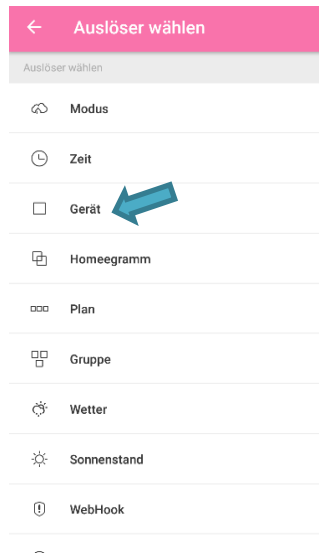 Auslöser wählen
Auslöser wählen
Modus
Zeit
Gerät
Homeegramm
Plan
Gruppe
Wetter
Sonnenstand
WebHook